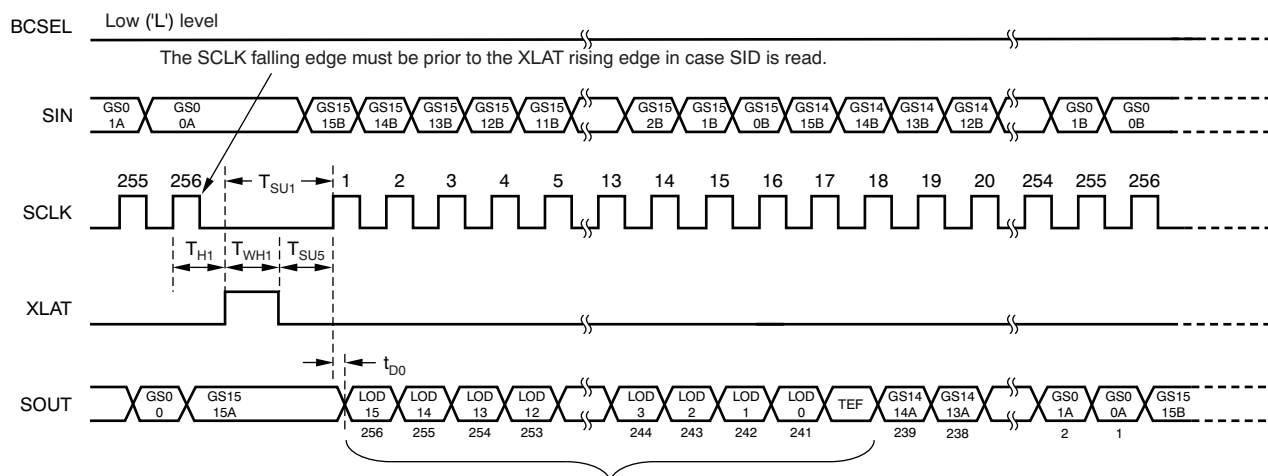 BCSEL
Low ('L') level
The SCLK falling edge must be prior to the XLAT rising edge in case SID is read.
SIN
GS0 1A
GS0 0A
GS15 15B
GS15 14B
GS15 13B
GS15 12B
GS15 11B
GS15 2B
GS15 1B
GS15 0B
GS14 15B
GS14 14B
GS14 13B
GS14 12B
GS0 1B
GS0 0B
SCLK
255 256 TSU1 1 2 3 4 5 13 14 15 16 17 18 19 20 254 255 256
TH1 TWH1 TSU5
XLAT
tD0
SOUT
GS0 0
GS15 15A
LOD 15
LOD 14
LOD 13
LOD 12
LOD 3
LOD 2
LOD 1
LOD 0
TEF
GS14 14A
GS14 13A
GS0 1A
GS0 0A
GS15 15B
256 255 254 253 244 243 242 241 239 238 2 1